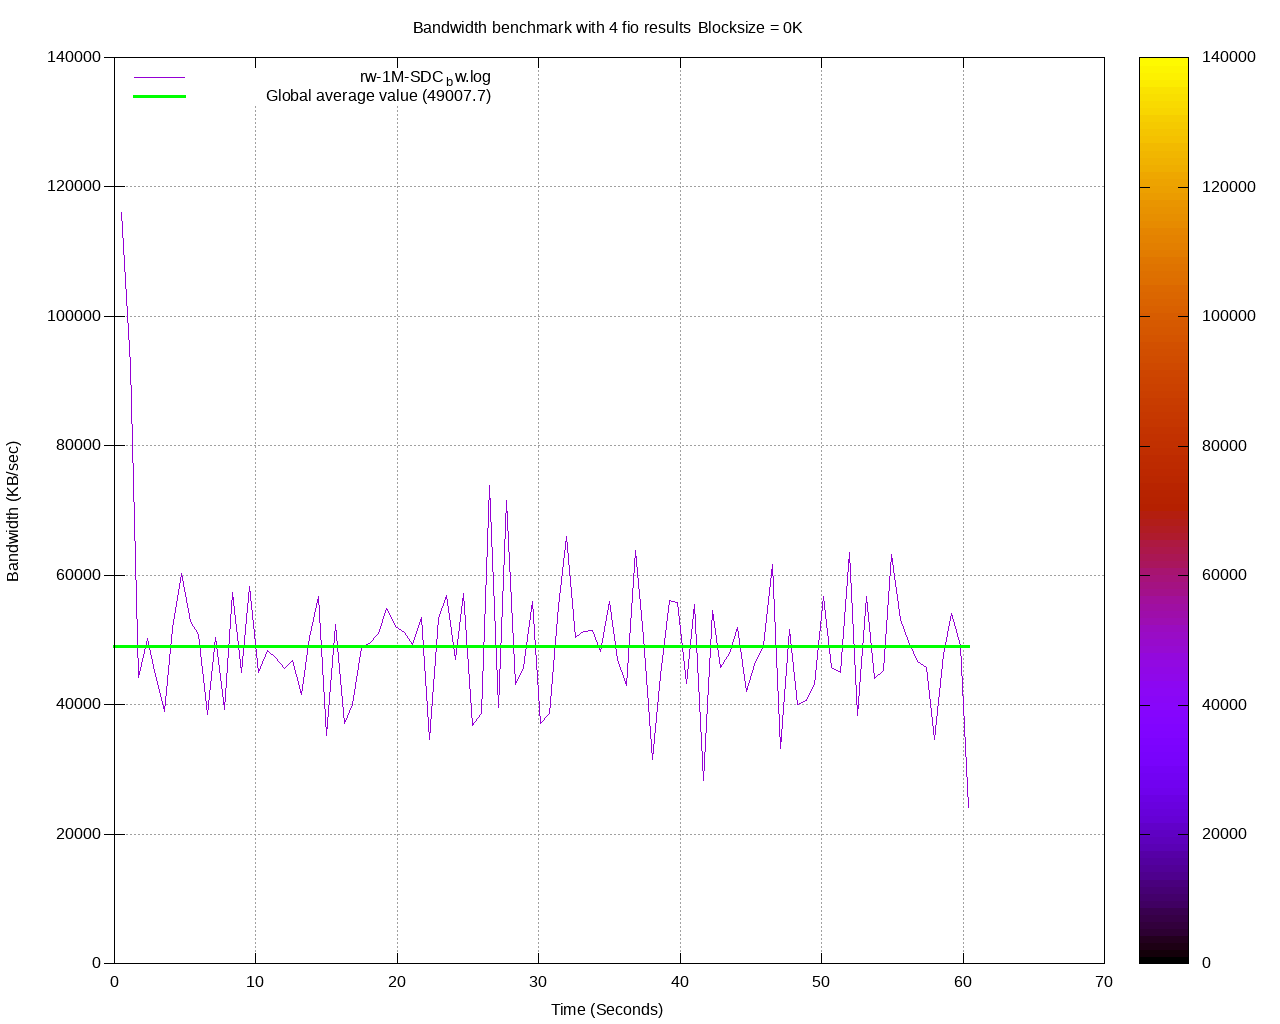 Bandwidth benchmark with 4 fio results Blocksize = 0K
rw-1M-SDC_bw.log
Global average value (49007.7)
Bandwidth (KB/sec)
140000
120000
100000
80000
60000
40000
20000
0
0 10 20 30 40 50 60 70
Time (Seconds)
140000
120000
100000
80000
60000
40000
20000
0